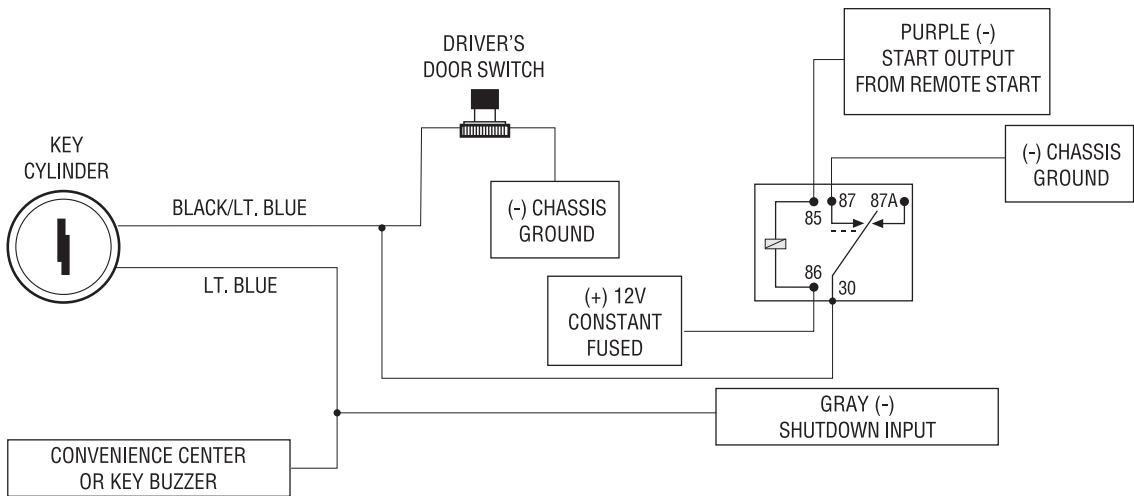 DRIVER'S
DOOR SWITCH
PURPLE (-)
START OUTPUT
FROM REMOTE START
KEY
CYLINDER
(-) CHASSIS
GROUND
BLACK/LT. BLUE
(-) CHASSIS
GROUND
85
87
87A
LT. BLUE
86
30
(+) 12V
CONSTANT
FUSED
GRAY (-)
SHUTDOWN INPUT
CONVENIENCE CENTER
OR KEY BUZZER